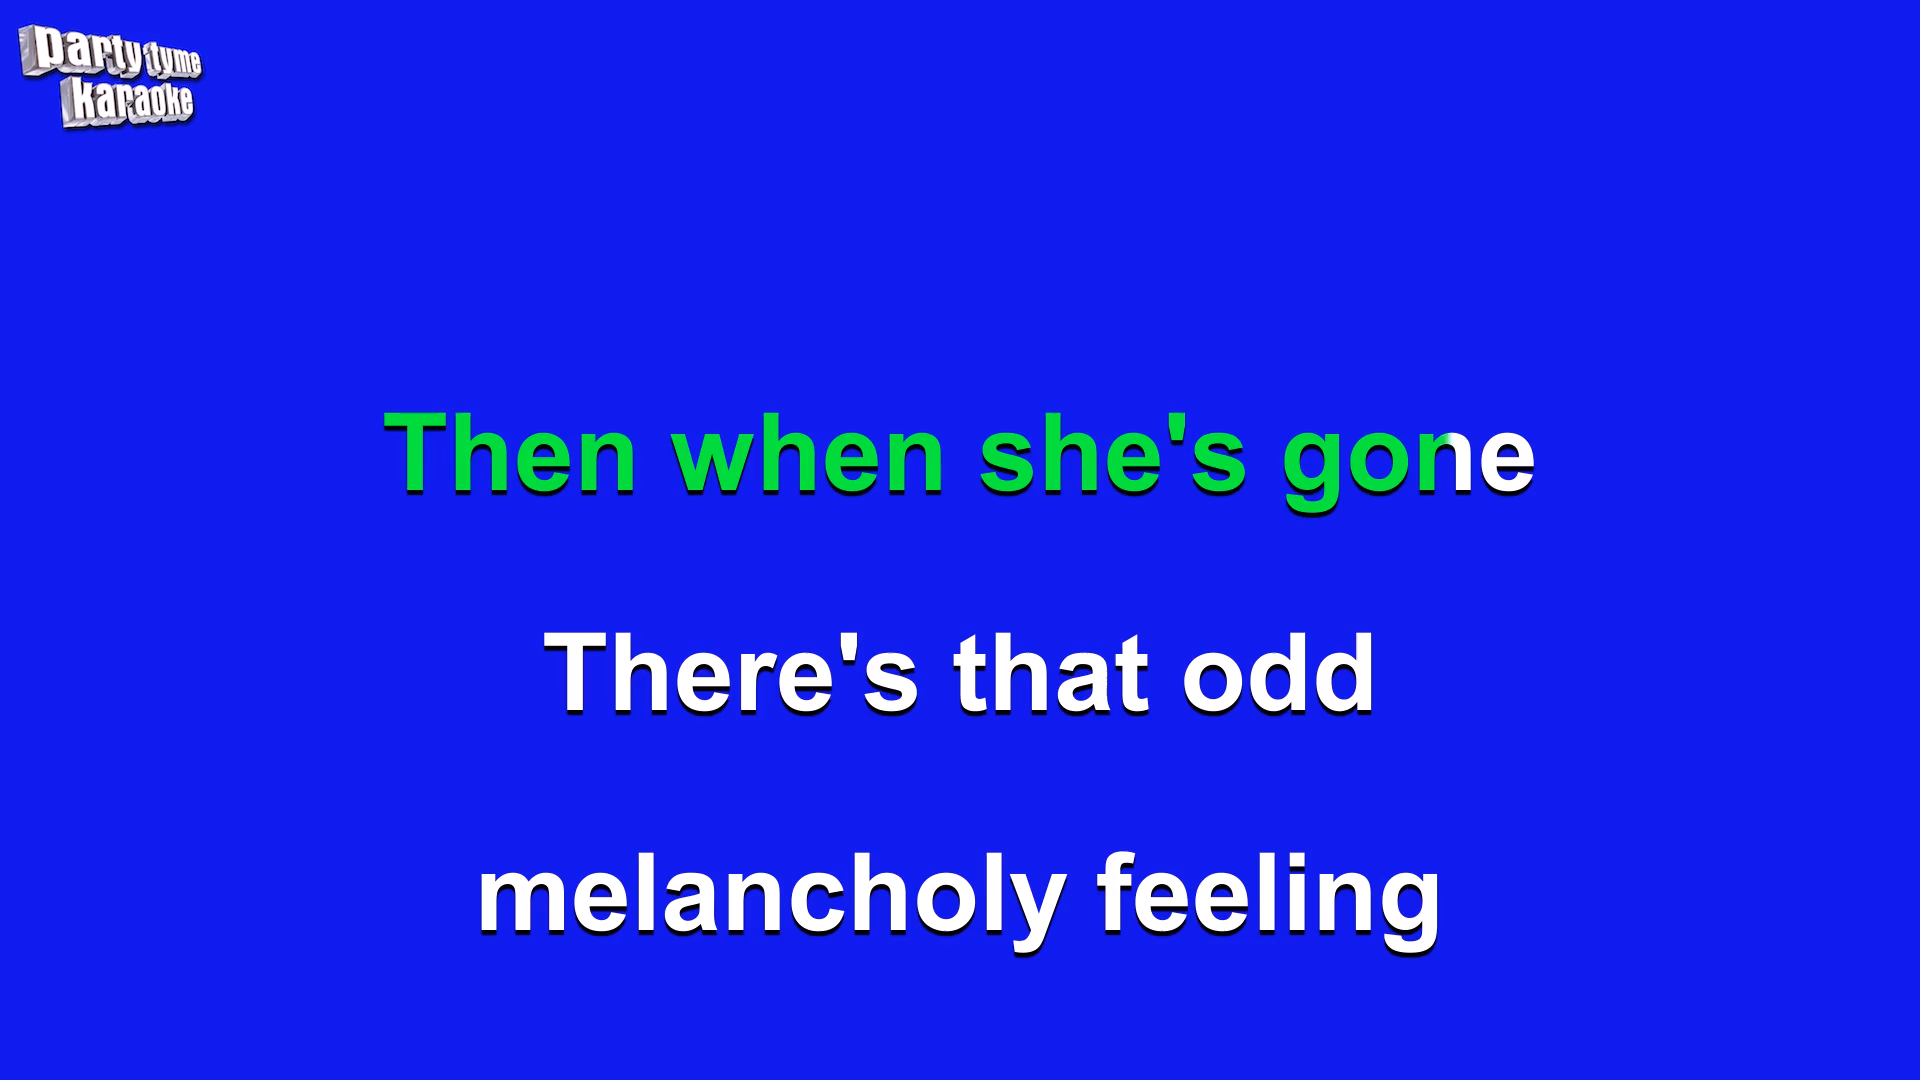 party tyme
karaoke
Then when she's gone
There's that odd
melancholy feeling